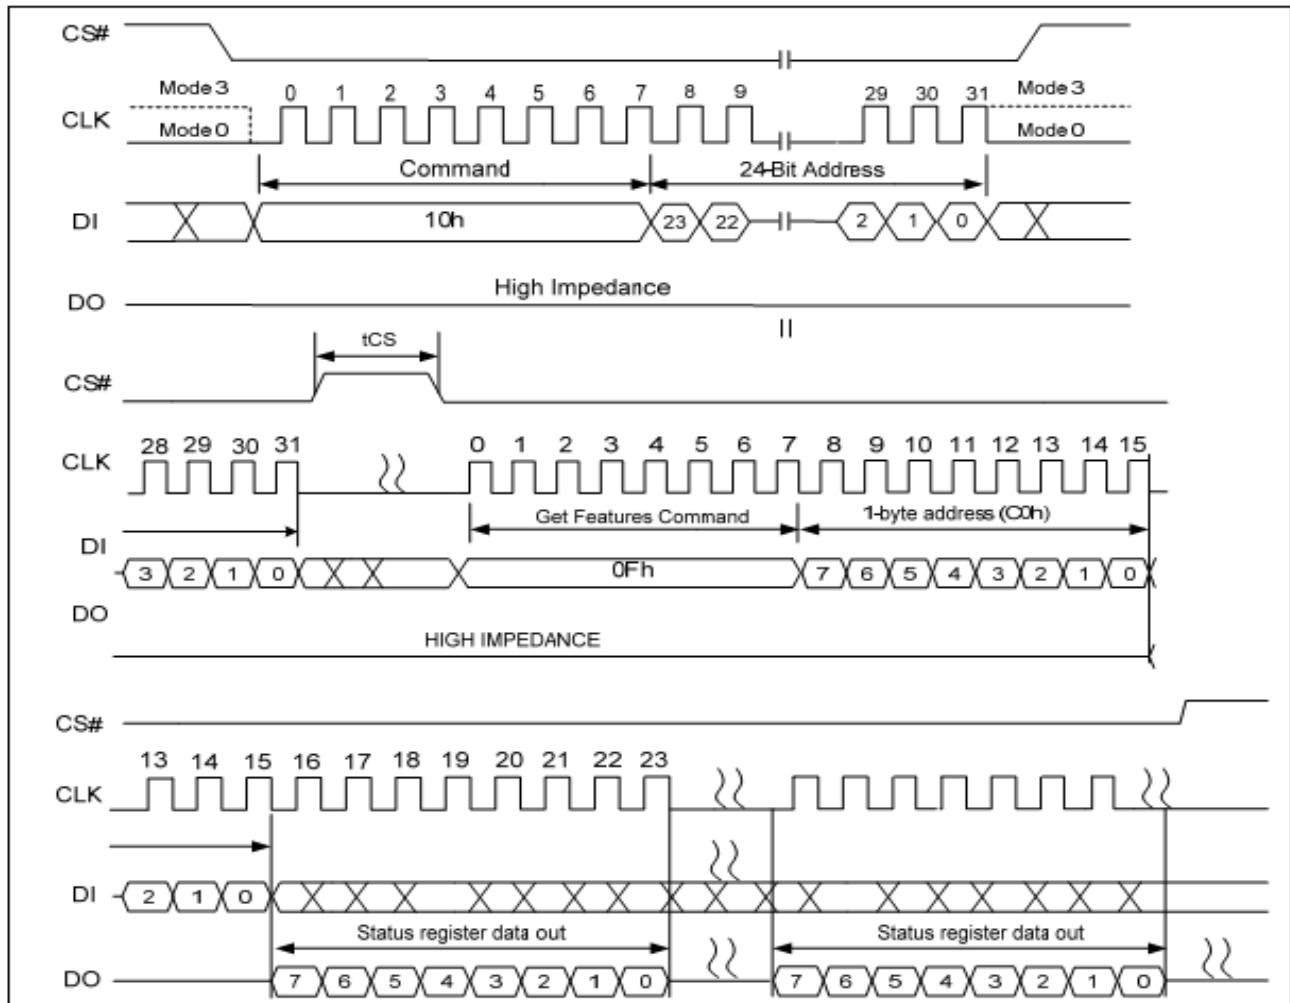 CS#
Mode 3 0 1 2 3 4 5 6 7 8 9 29 30 31 Mode 3
CLK
Mode 0 Mode 0
Command 24-Bit Address
DI 10h 23 22 2 1 0
High Impedance
DO
tCS
CS#
28 29 30 31 0 1 2 3 4 5 6 7 8 9 10 11 12 13 14 15
CLK
Get Features Command 1-byte address (C0h)
DI
3 2 1 0 0Fh 7 6 5 4 3 2 1 0
DO
HIGH IMPEDANCE
CS#
13 14 15 16 17 18 19 20 21 22 23
CLK
DI 2 1 0
Status register data out Status register data out
DO 7 6 5 4 3 2 1 0 7 6 5 4 3 2 1 0